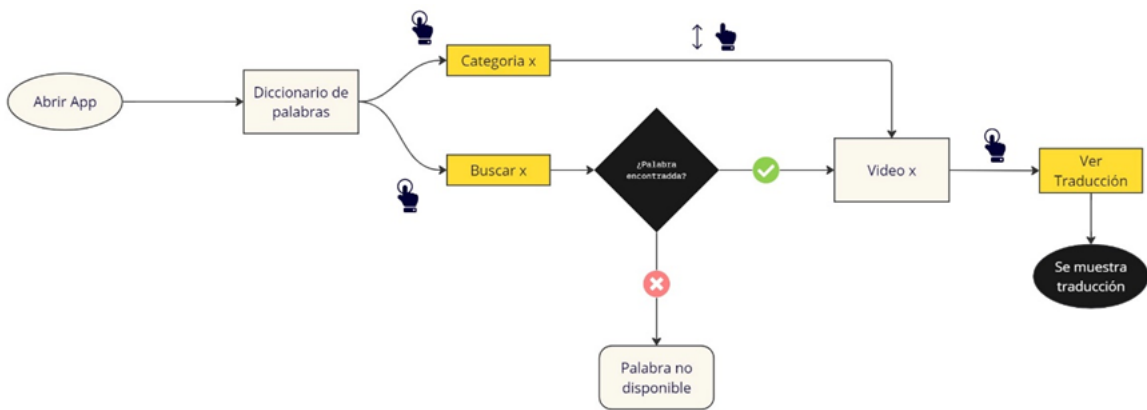 Abrir App
Diccionario de
palabras
Categoria x
Buscar x
¿Palabra
encontradda?
Video x
Ver
Traducción
Se muestra
traducción
Palabra no
disponible